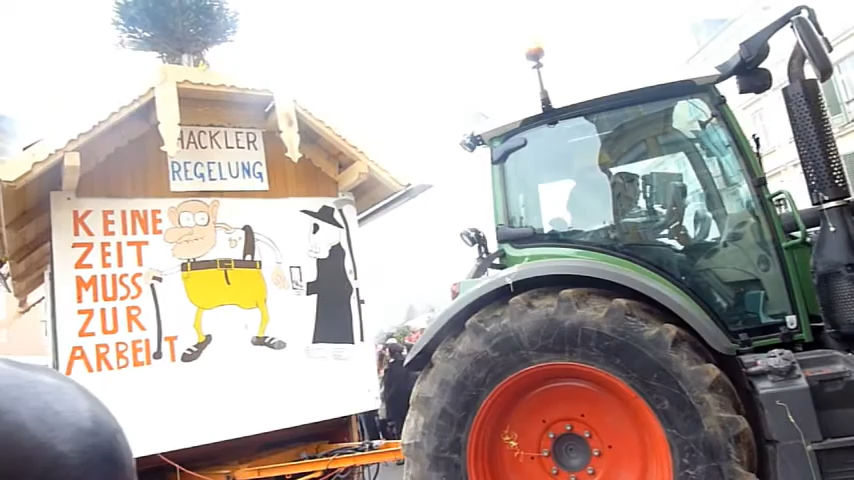 HACKLER
REGELUNG
KEINE
ZEIT
MUSS
ZUR
ARBEIT